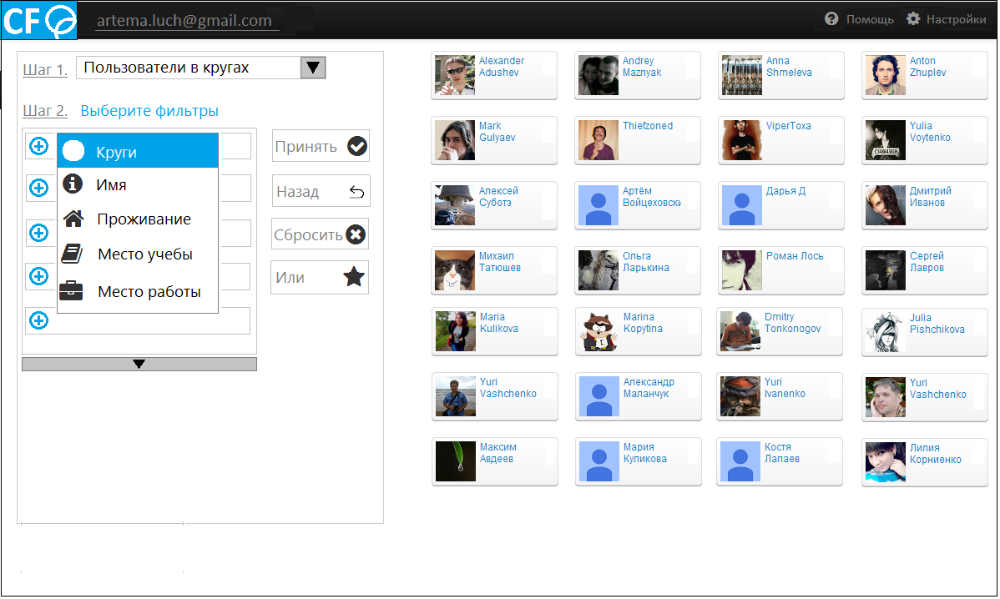 CF
artema.luch@gmail.com
Помощь
Настройки
Шаг 1.
Пользователи в кругах
Шаг 2.
Выберите фильтры
Круги
Имя
Проживание
Место учебы
Место работы
Принять
Назад
Сбросить
Или
Alexander
Adushev
Andrey
Maznyak
Anna
Shmeleva
Anton
Zhuplev
Mark
Gulyaev
Thiefzoned
ViperToxa
Yulia
Voytenko
Алексей
Суботэ
Артём
Войцеховски
Дарья Д
Дмитрий
Иванов
Михаил
Татюшев
Ольга
Ларькина
Роман Лось
Сергей
Лавров
Maria
Kulikova
Marina
Kopytina
Dmitry
Tonkonogov
Julia
Pishchikova
Yuri
Vashchenko
Александр
Маланчук
Yuri
Ivanenko
Yuri
Vashchenko
Максим
Авдеев
Мария
Куликова
Костя
Лапаев
Лилия
Корниенко